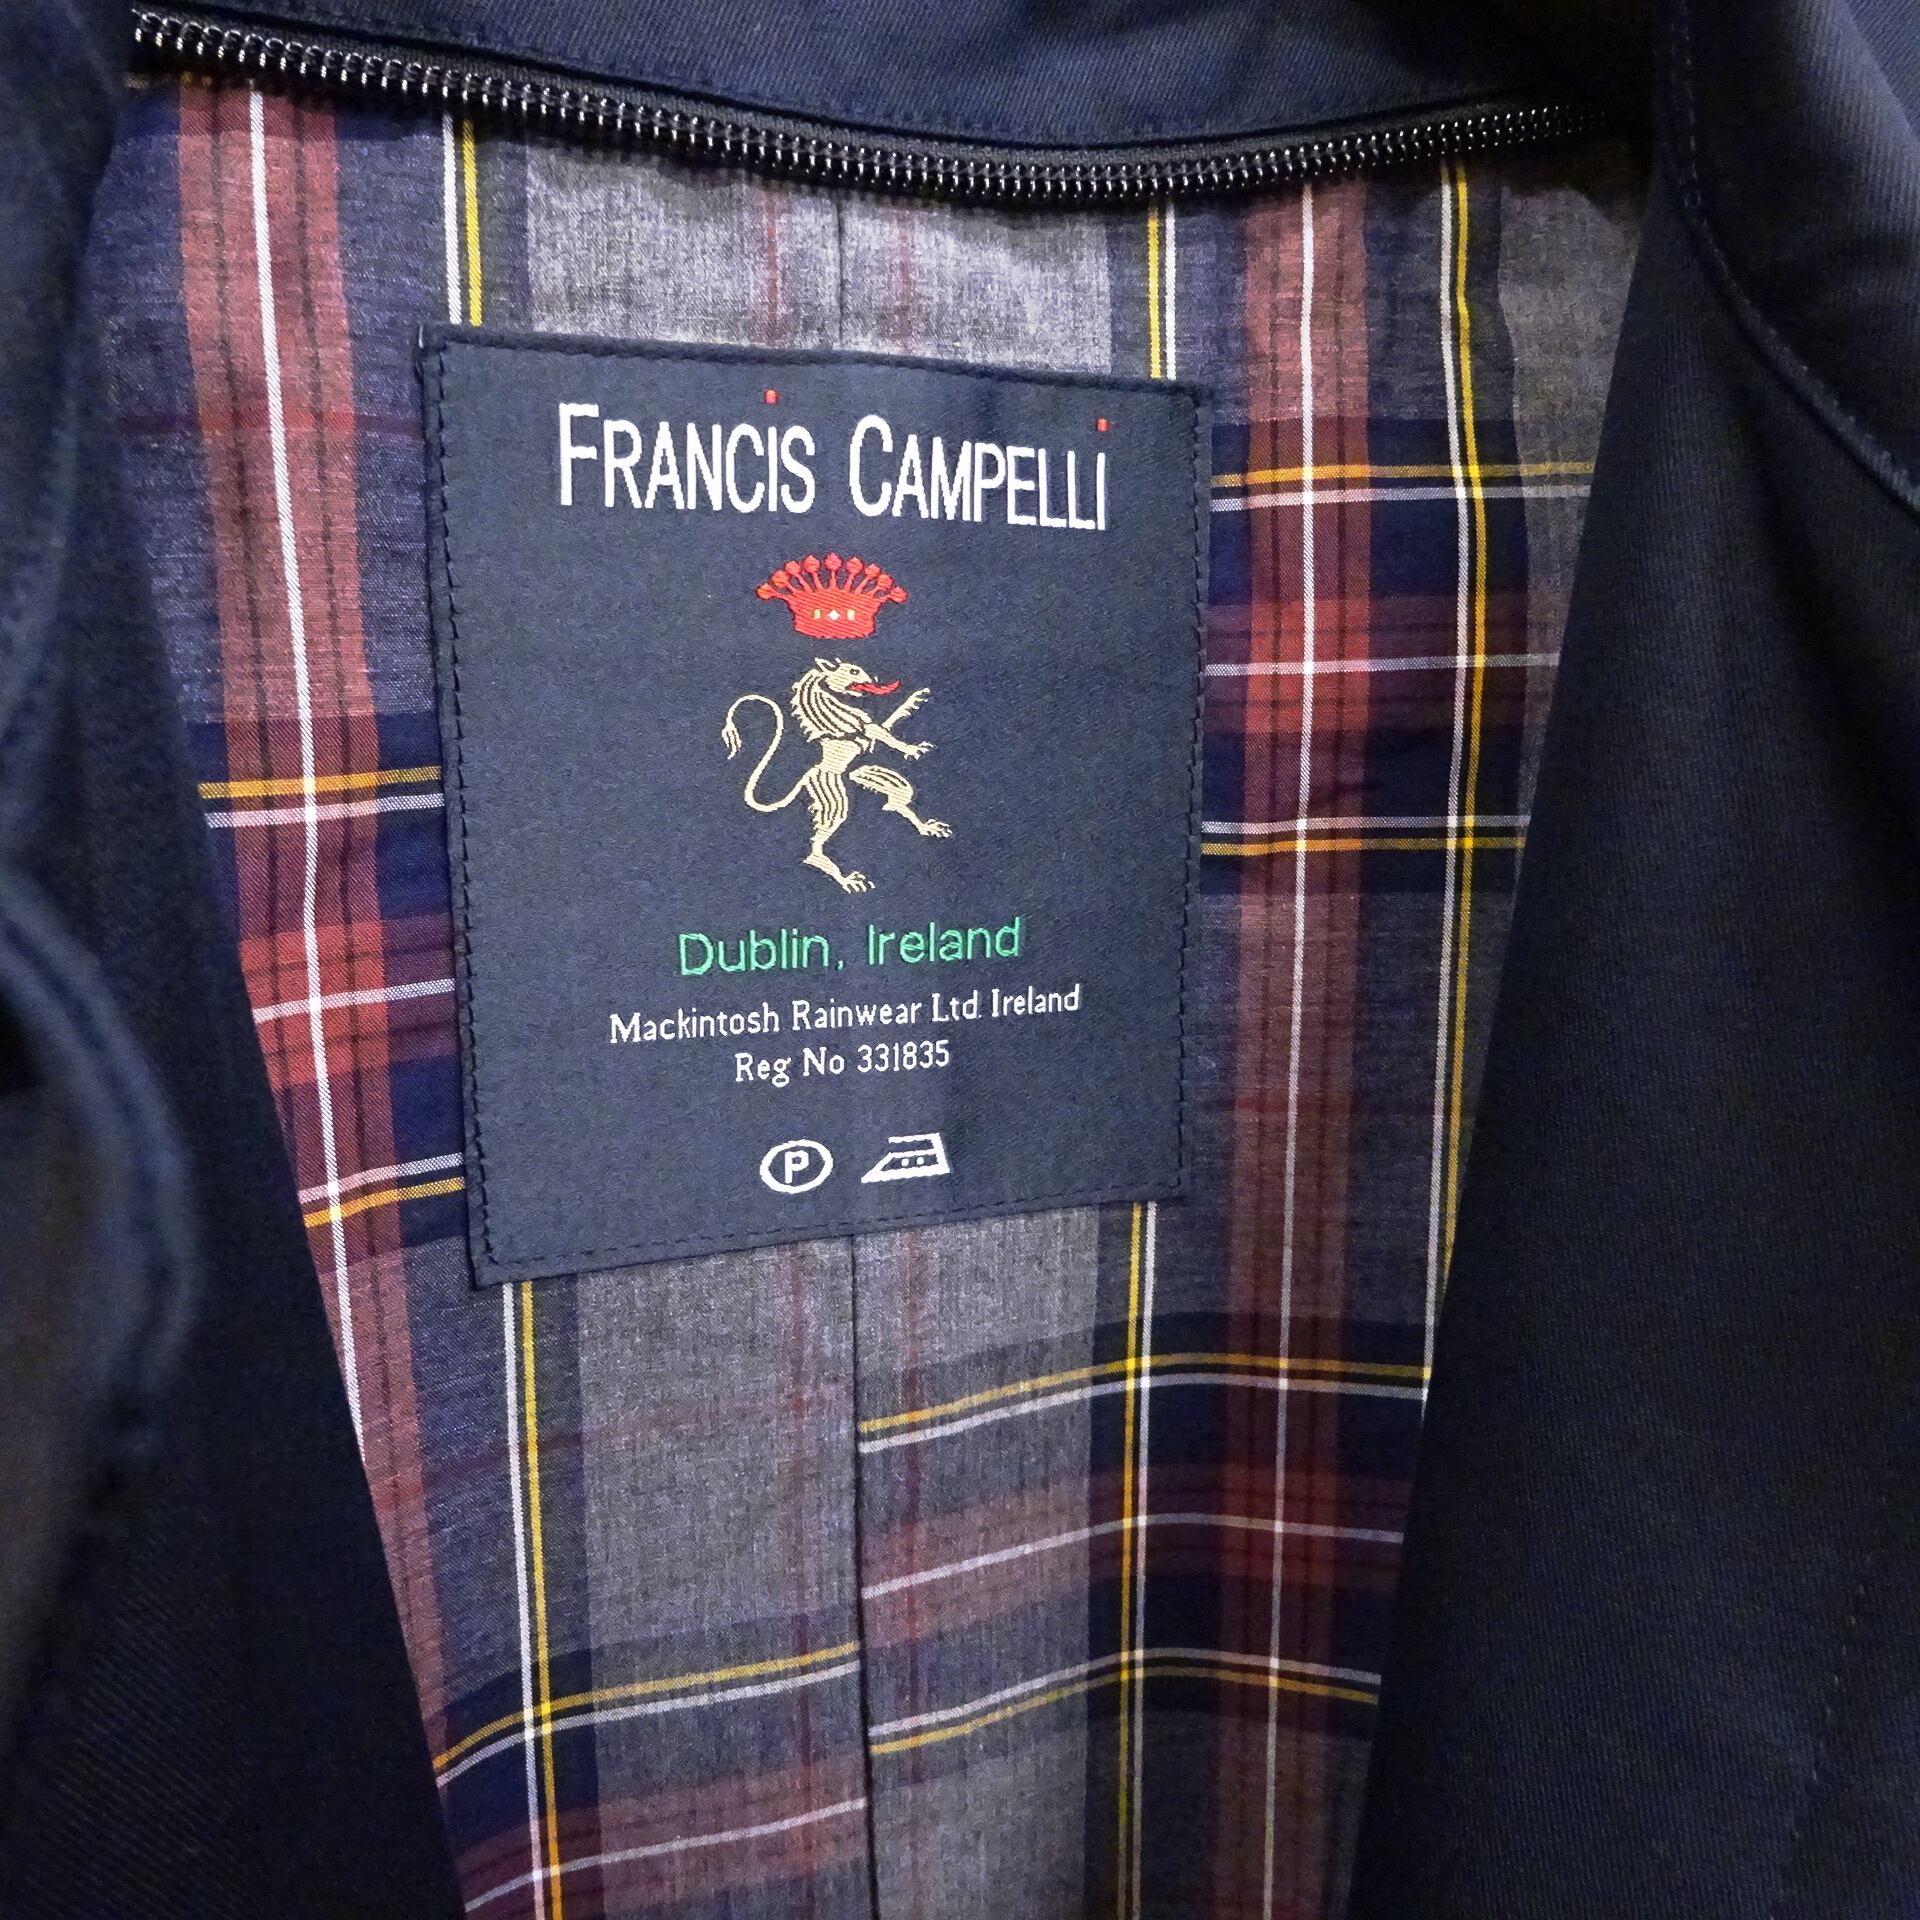 FRANCIS CAMPELLI
Dublin, Ireland
Mackintosh Rainwear Ltd. Ireland
Reg No 331835
P